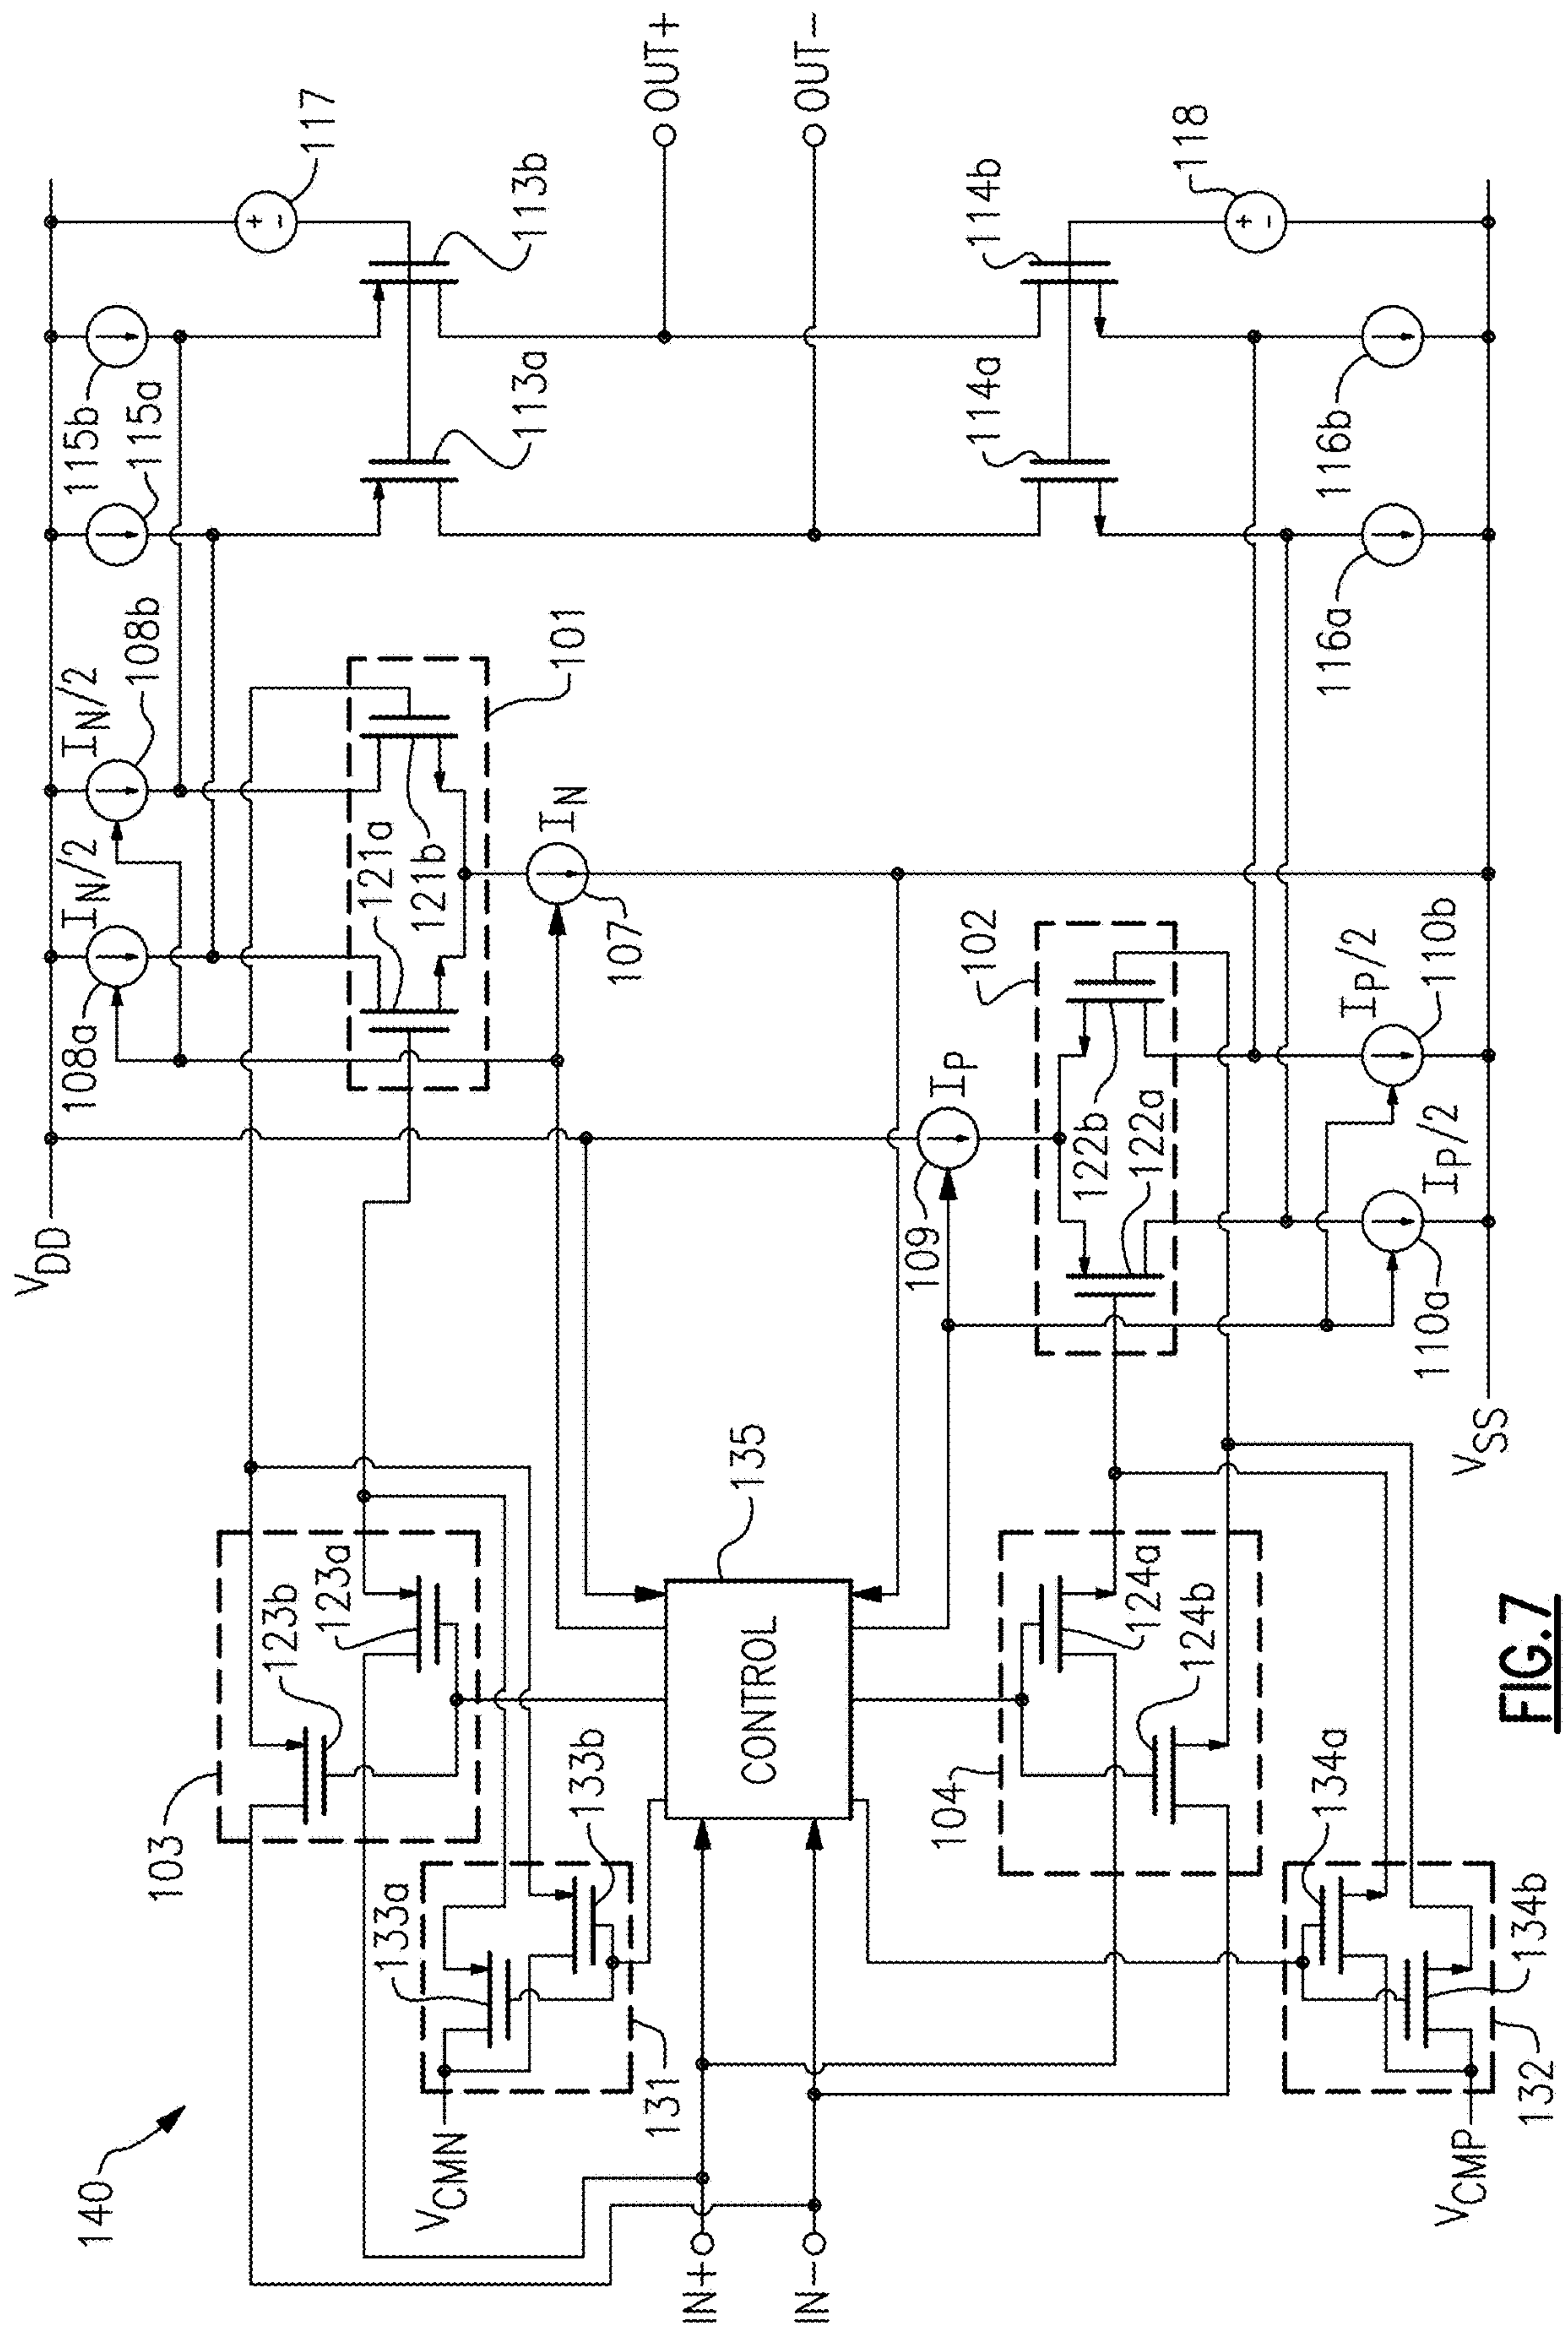 140
V_DD
I_N/2
108a
I_N/2
108b
115b
115a
117
103
123b
123a
121a
121b
101
113a
113b
V_CMN
133a
133b
131
I_N
107
IN+
IN−
CONTROL
135
OUT+
OUT−
109
I_P
102
122b
122a
104
124a
124b
114a
114b
118
V_CMP
134a
134b
132
110a
I_P/2
110b
I_P/2
116a
116b
V_SS
FIG.7